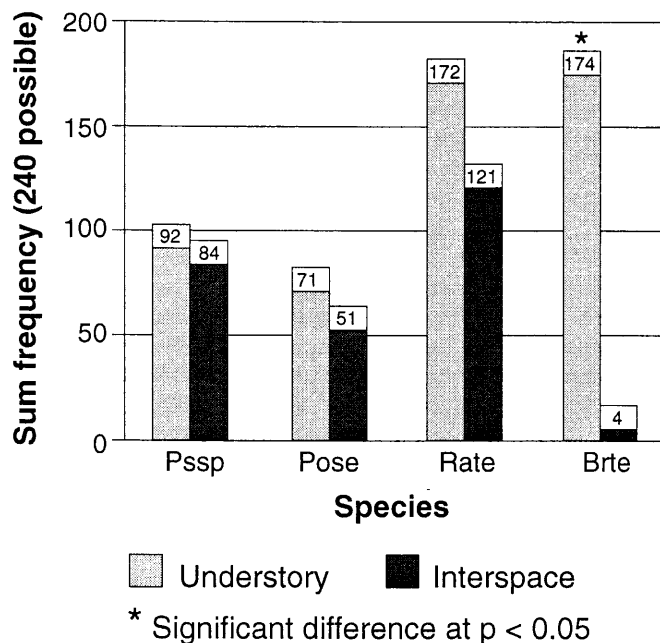 Sum frequency (240 possible)
200
150
100
50
0
92
84
71
51
172
121
*
174
4
Pssp Pose Rate Brte
Species
Understory Interspace
* Significant difference at p < 0.05